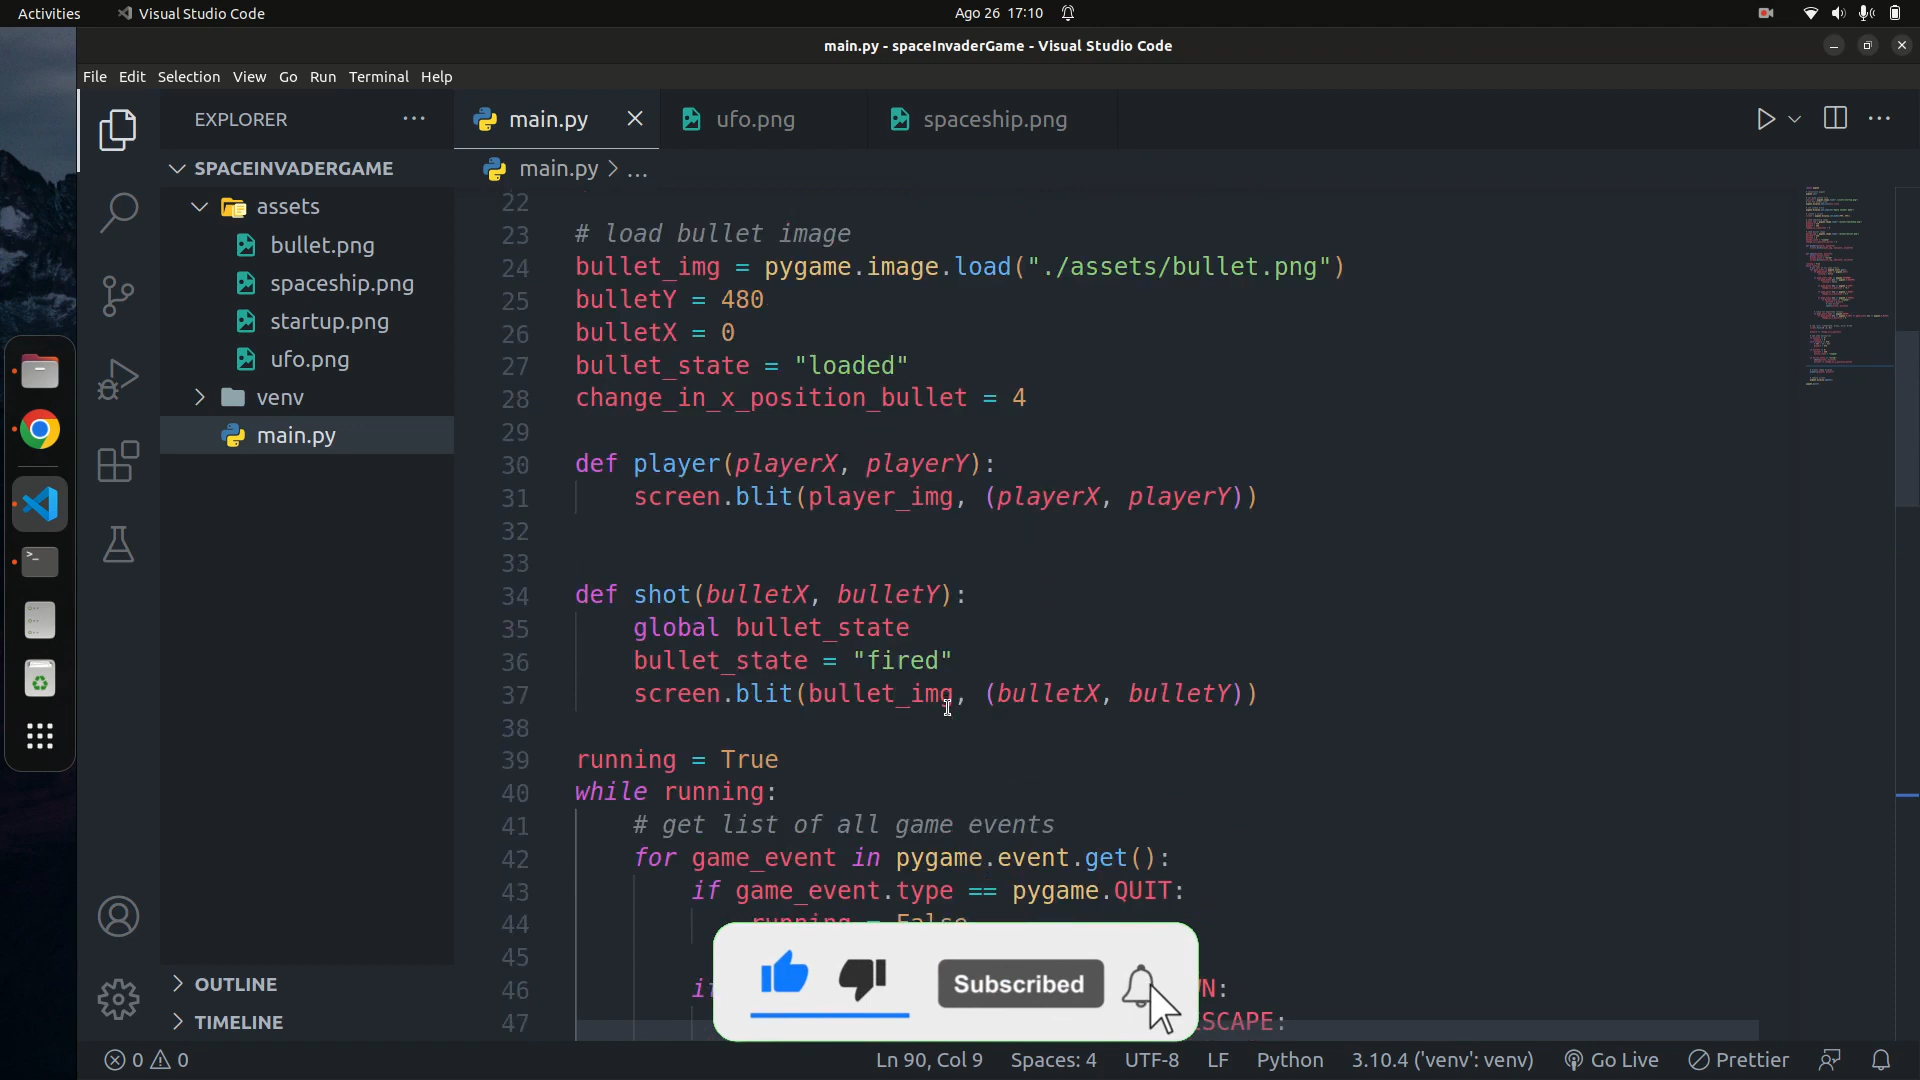 Activities
Visual Studio Code
Ago 26 17:10
main.py - spaceInvaderGame - Visual Studio Code
File Edit Selection View Go Run Terminal Help
EXPLORER
main.py
ufo.png
spaceship.png
SPACEINVADERGAME
main.py > ...
assets
bullet.png
spaceship.png
startup.png
ufo.png
venv
main.py
OUTLINE
TIMELINE
22
23 # load bullet image
24 bullet_img = pygame.image.load("./assets/bullet.png")
25 bulletY = 480
26 bulletX = 0
27 bullet_state = "loaded"
28 change_in_x_position_bullet = 4
29
30 def player(playerX, playerY):
31 screen.blit(player_img, (playerX, playerY))
32
33
34 def shot(bulletX, bulletY):
35 global bullet_state
36 bullet_state = "fired"
37 screen.blit(bullet_img, (bulletX, bulletY))
38
39 running = True
40 while running:
41 # get list of all game events
42 for game_event in pygame.event.get():
43 if game_event.type == pygame.QUIT:
44 running = False
45
46 if N:
47 SCAPE:
Subscribed
0 0
Ln 90, Col 9
Spaces: 4
UTF-8
LF
Python
3.10.4 ('venv': venv)
Go Live
Prettier